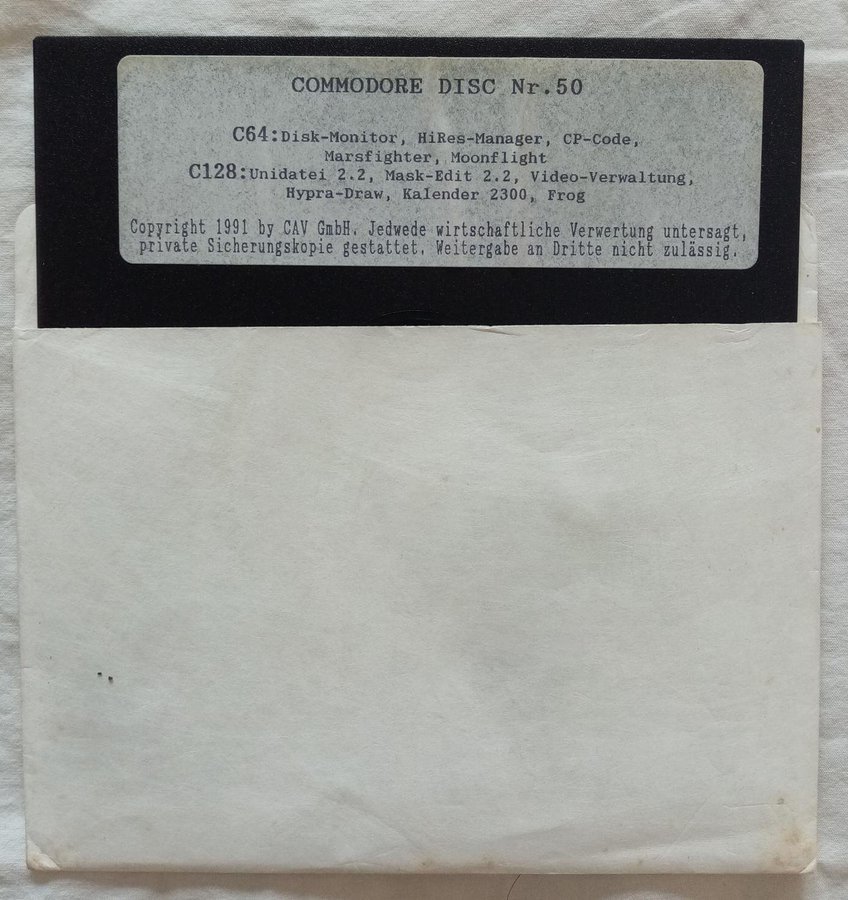 COMMODORE DISC Nr.50
C64:Disk-Monitor, HiRes-Manager, CP-Code,
Marsfighter, Moonflight
C128:Unidatei 2.2, Mask-Edit 2.2, Video-Verwaltung,
Hypra-Draw, Kalender 2300, Frog
Copyright 1991 by CAV GmbH. Jedwede wirtschaftliche Verwertung untersagt,
private Sicherungskopie gestattet. Weitergabe an Dritte nicht zulässig.